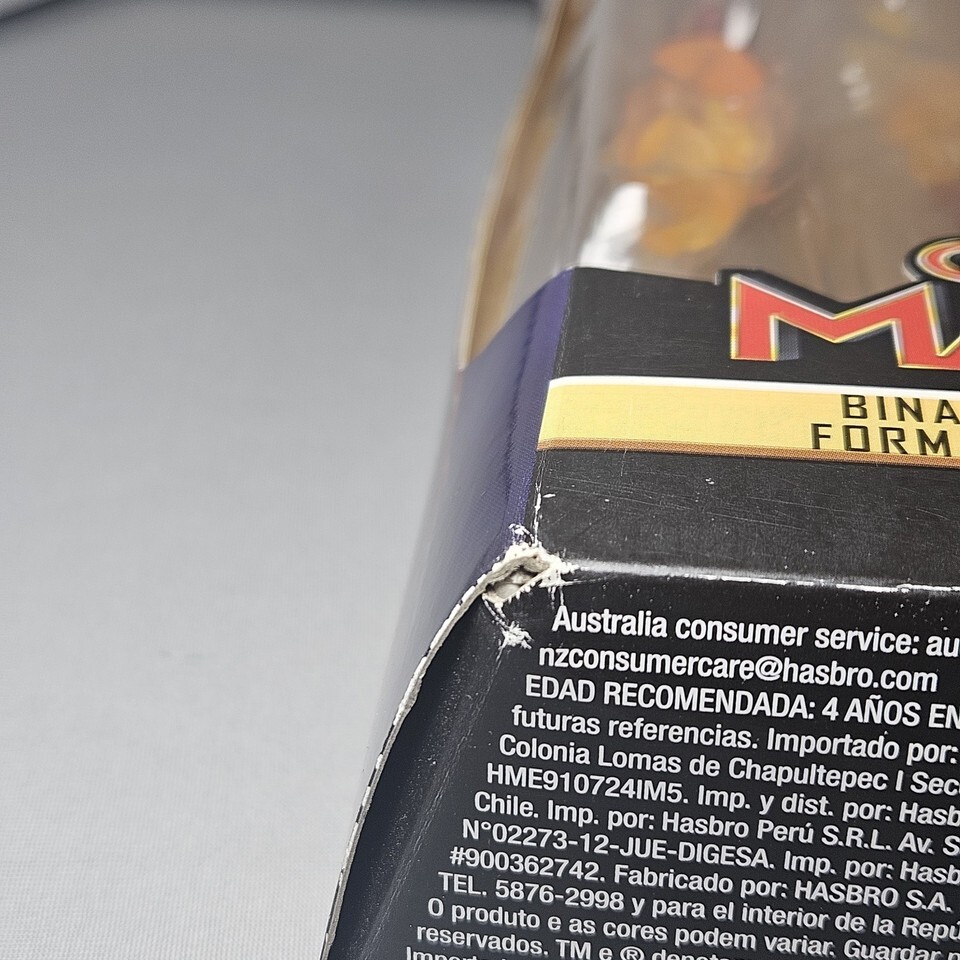 MA
BINA
FORM
Australia consumer service: au
nzconsumercare@hasbro.com
EDAD RECOMENDADA: 4 AÑOS EN
futuras referencias. Importado por:
Colonia Lomas de Chapultepec I Secc
HME910724IM5. Imp. y dist. por: Hasb
Chile. Imp. por: Hasbro Perú S.R.L. Av. S
N°02273-12-JUE-DIGESA. Imp. por: Hasb
#900362742. Fabricado por: HASBRO S.A.
TEL. 5876-2998 y para el interior de la Repú
O produto e as cores podem variar. Guardar
reservados. TM e ® denota